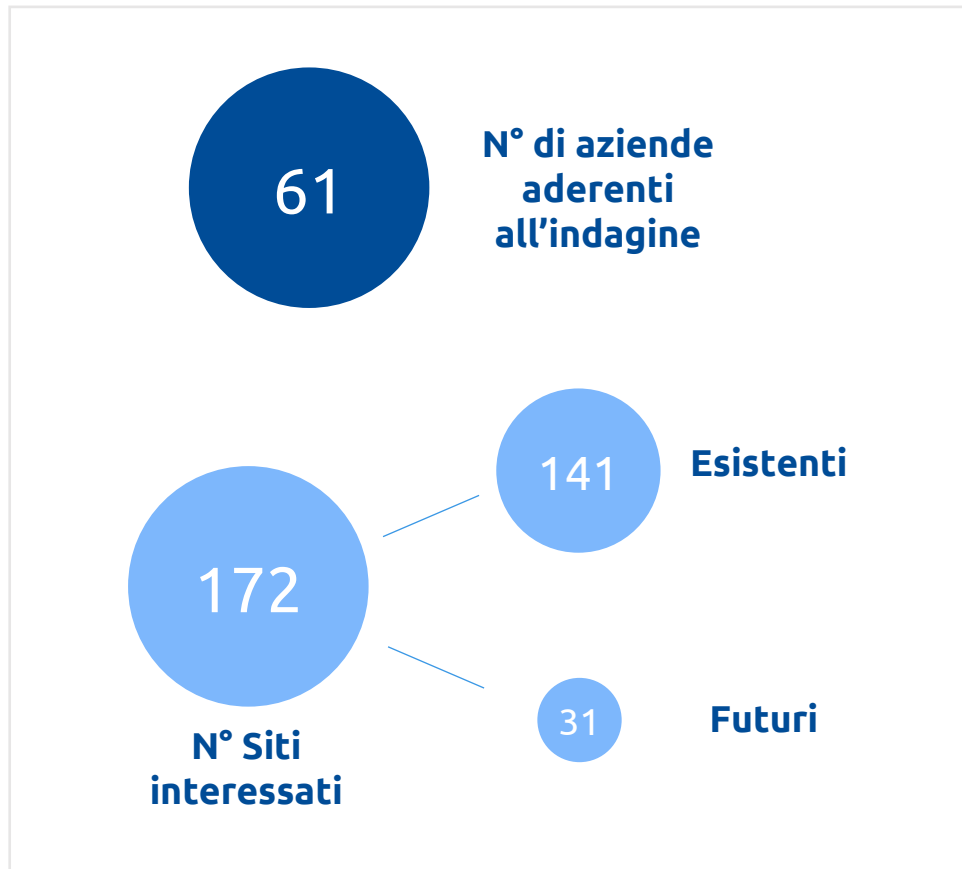 61
N° di aziende
aderenti
all’indagine
141
Esistenti
172
N° Siti
interessati
31
Futuri